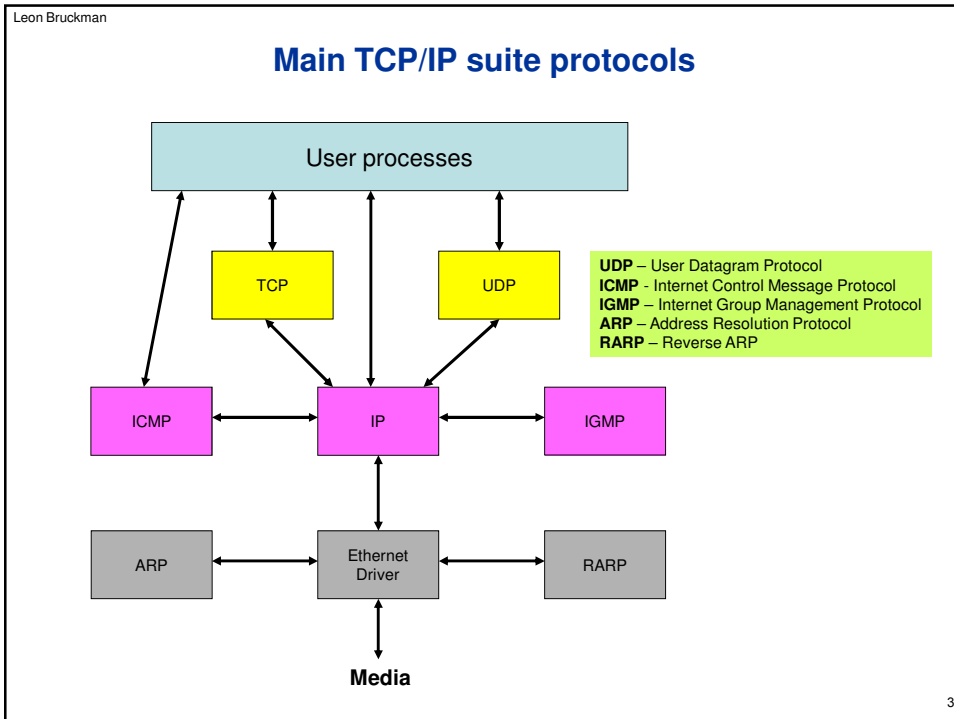 Leon Bruckman
Main TCP/IP suite protocols
User processes
TCP
UDP
UDP – User Datagram Protocol
ICMP - Internet Control Message Protocol
IGMP – Internet Group Management Protocol
ARP – Address Resolution Protocol
RARP – Reverse ARP
ICMP
IP
IGMP
ARP
Ethernet
Driver
RARP
Media
3